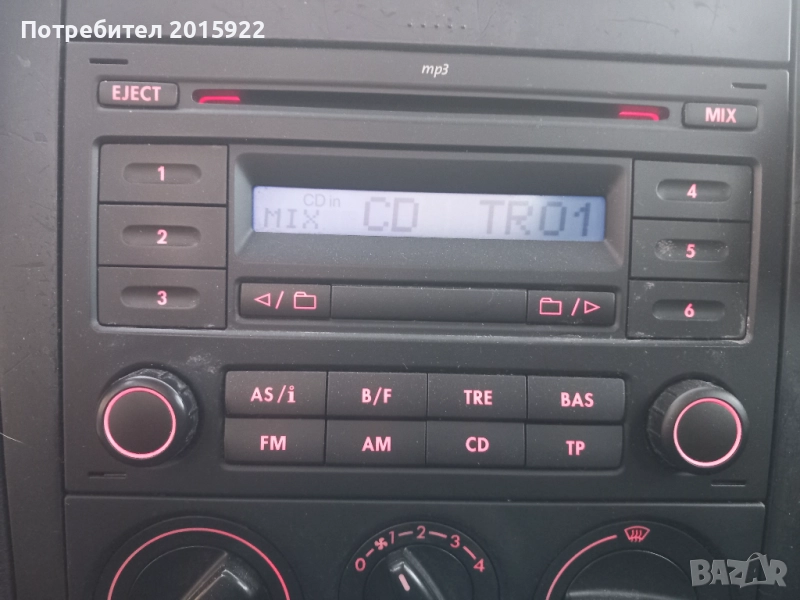 Потребител 2015922
mp3
EJECT
MIX
1
4
CD in
MIX CD TR01
2
5
3
6
AS/i B/F TRE BAS
FM AM CD TP
0 1 2 3 4
BAZAR